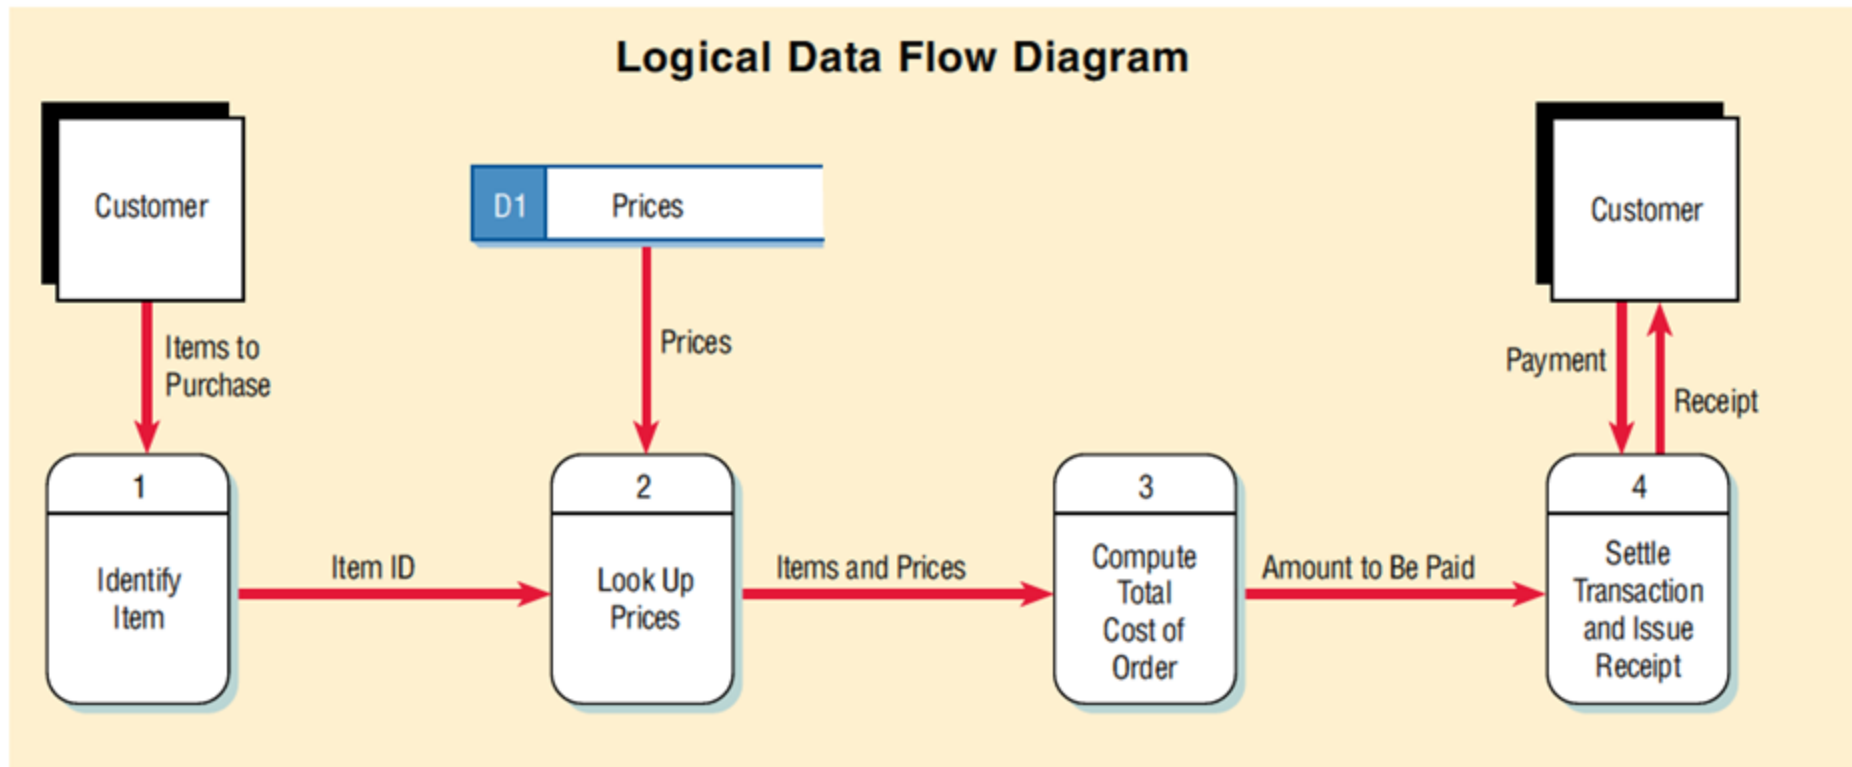 Logical Data Flow Diagram
Customer
D1
Prices
Customer
Items to
Purchase
Prices
Payment
Receipt
1
Identify
Item
Item ID
2
Look Up
Prices
Items and Prices
3
Compute
Total
Cost of
Order
Amount to Be Paid
4
Settle
Transaction
and Issue
Receipt